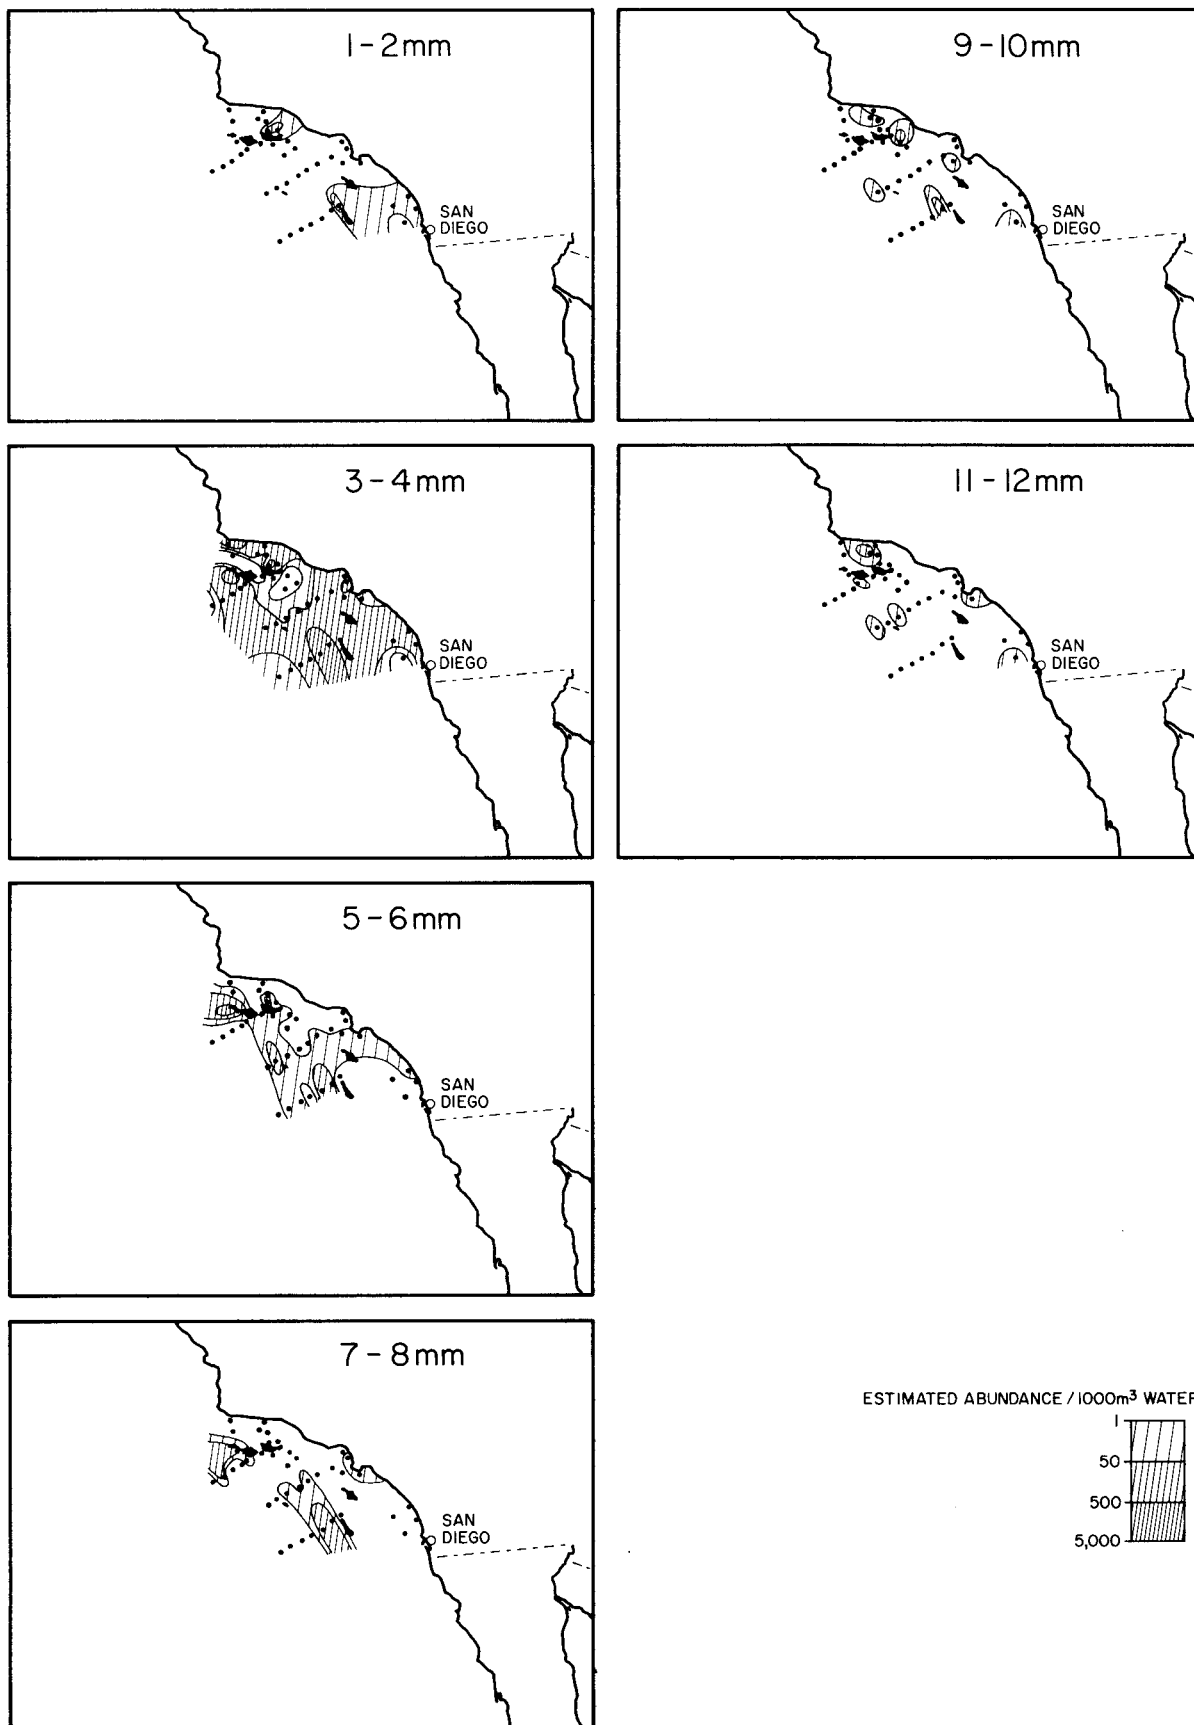 1-2mm
SAN
DIEGO
9-10mm
SAN
DIEGO
3-4mm
SAN
DIEGO
11-12mm
SAN
DIEGO
5-6mm
SAN
DIEGO
7-8mm
SAN
DIEGO
ESTIMATED ABUNDANCE / 1000m³ WATER
1
50
500
5,000